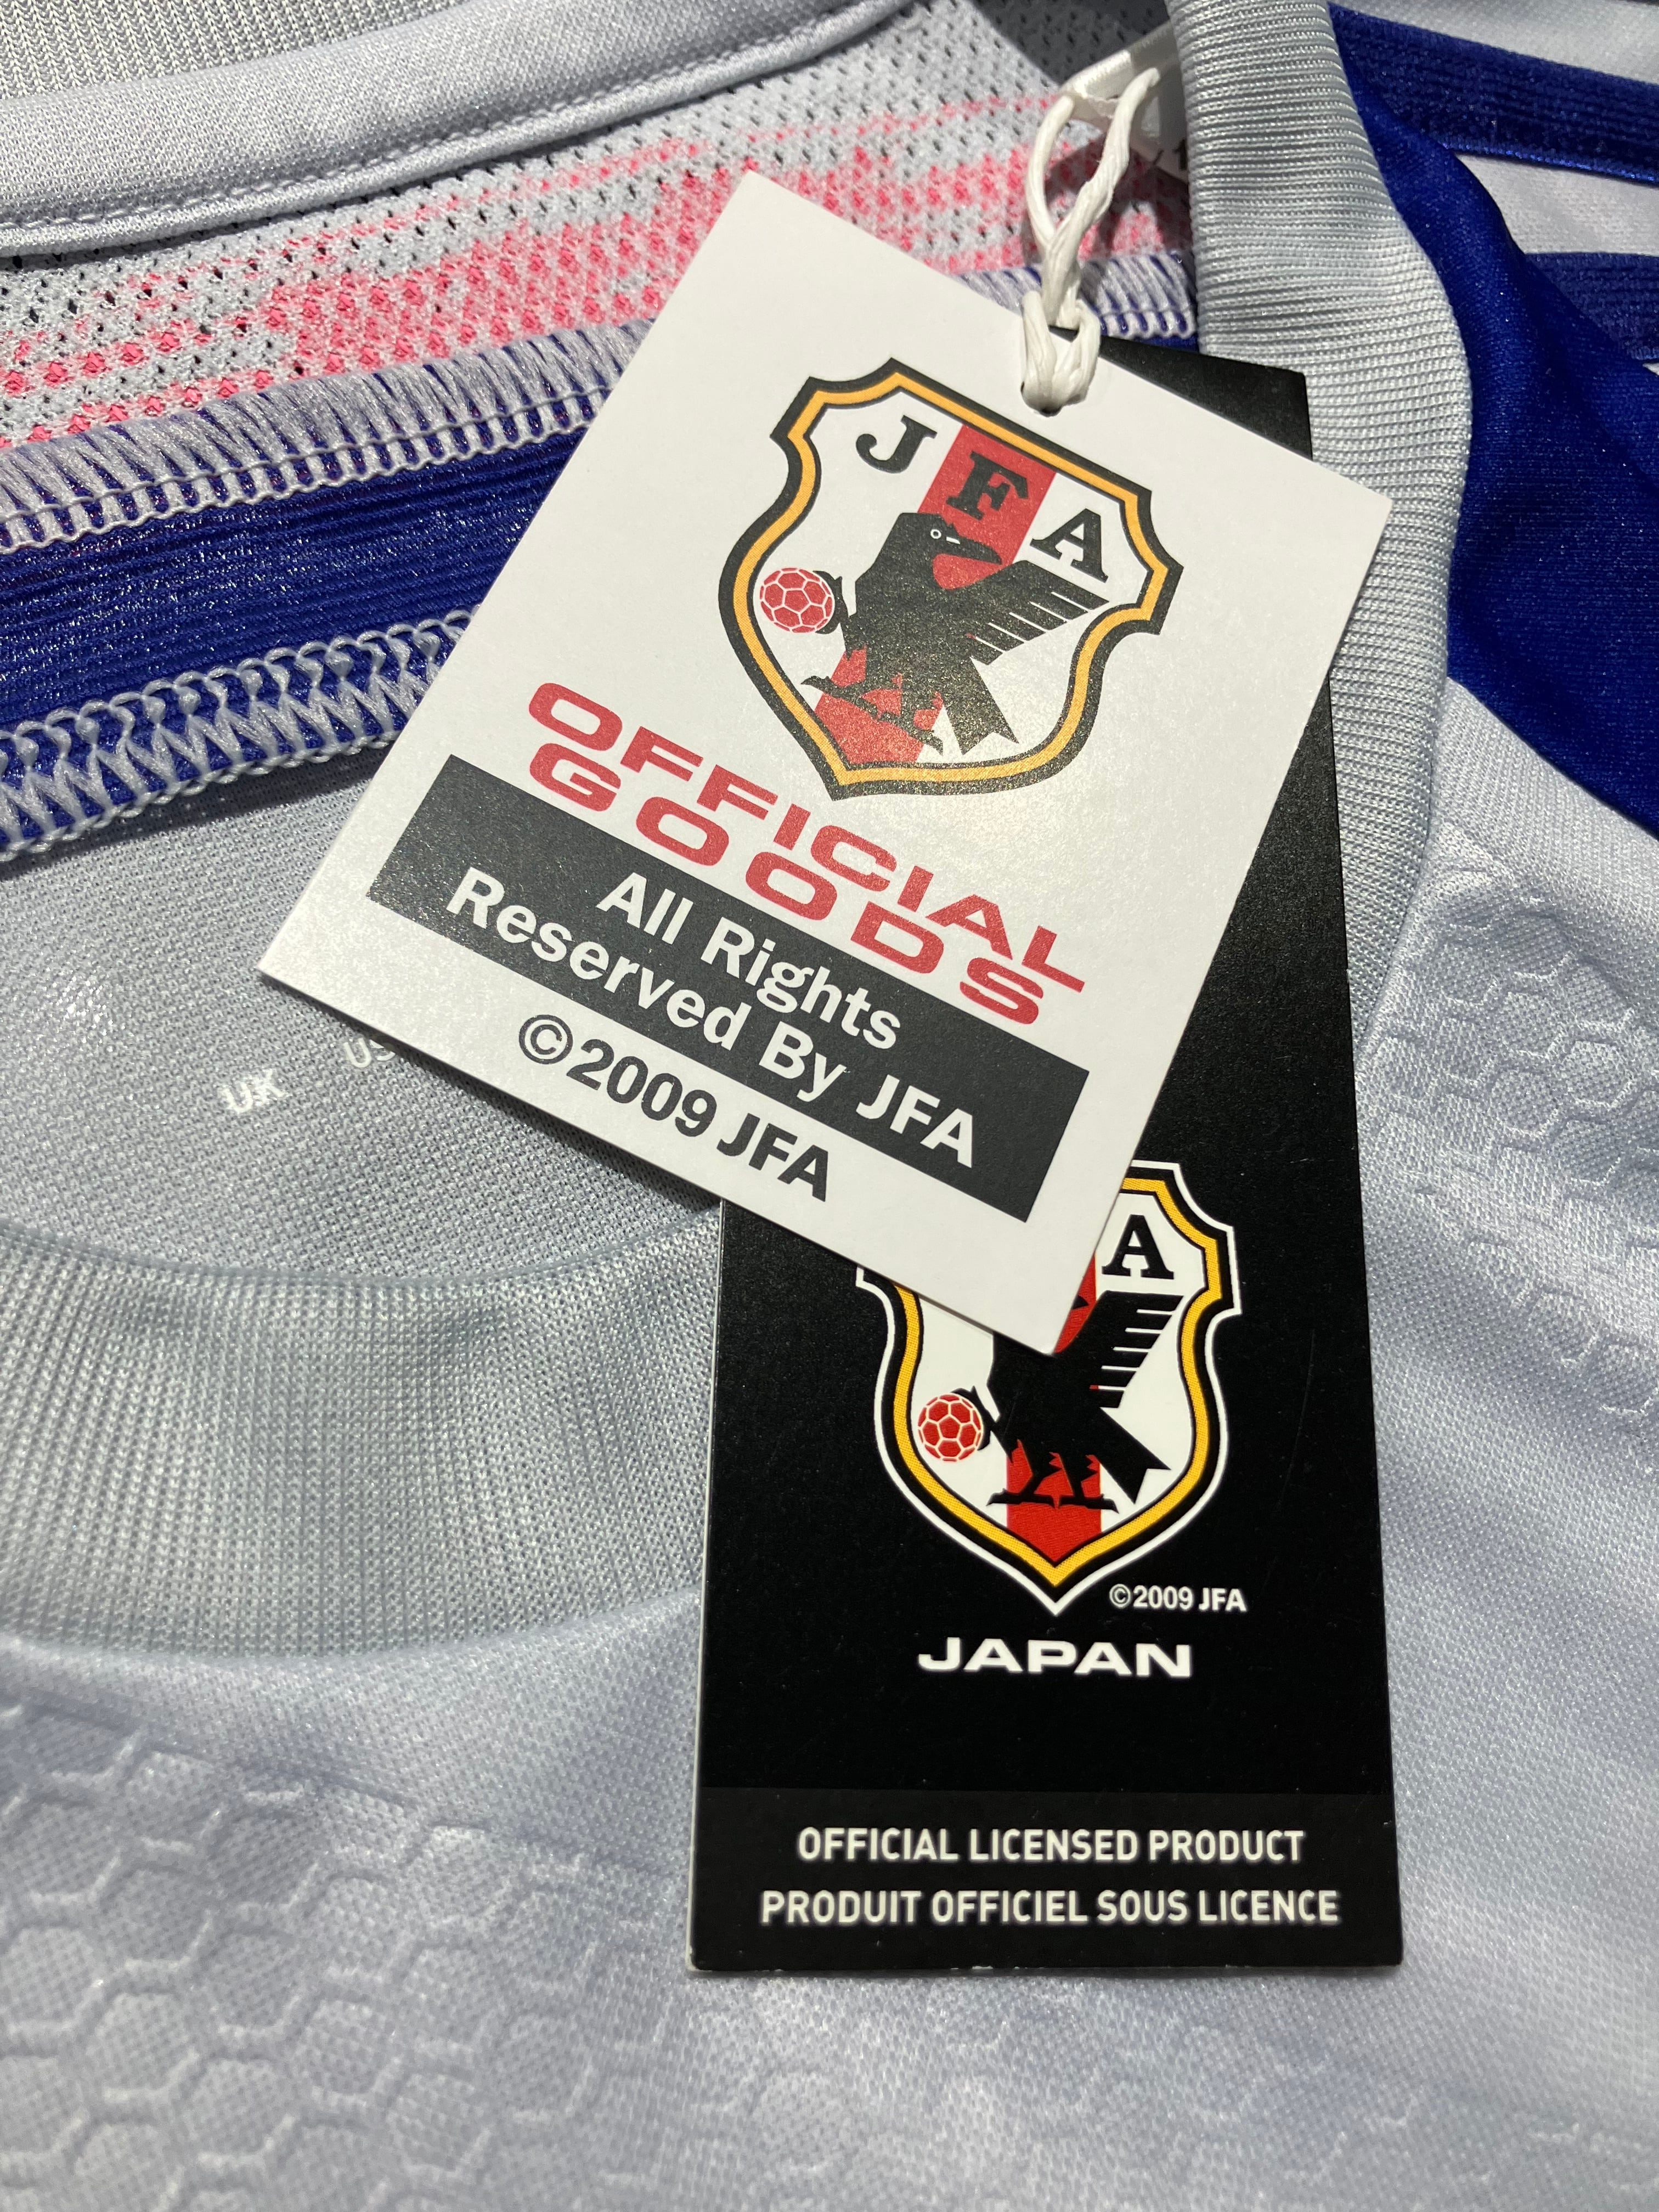 JFA
OFFICIAL
GOODS
All Rights
Reserved By JFA
©2009 JFA
UK
A
©2009 JFA
JAPAN
OFFICIAL LICENSED PRODUCT
PRODUIT OFFICIEL SOUS LICENCE